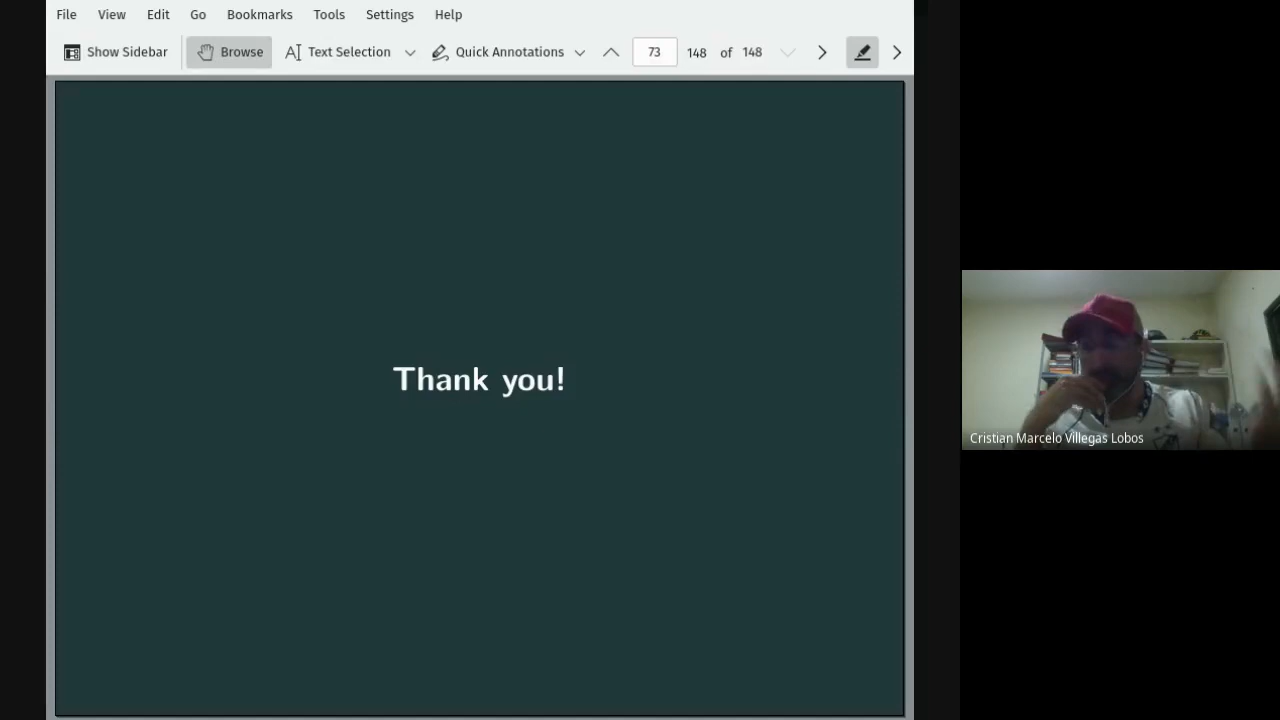 File View Edit Go Bookmarks Tools Settings Help
Show Sidebar Browse Text Selection Quick Annotations 73 148 of 148
Thank you!
Cristian Marcelo Villegas Lobos